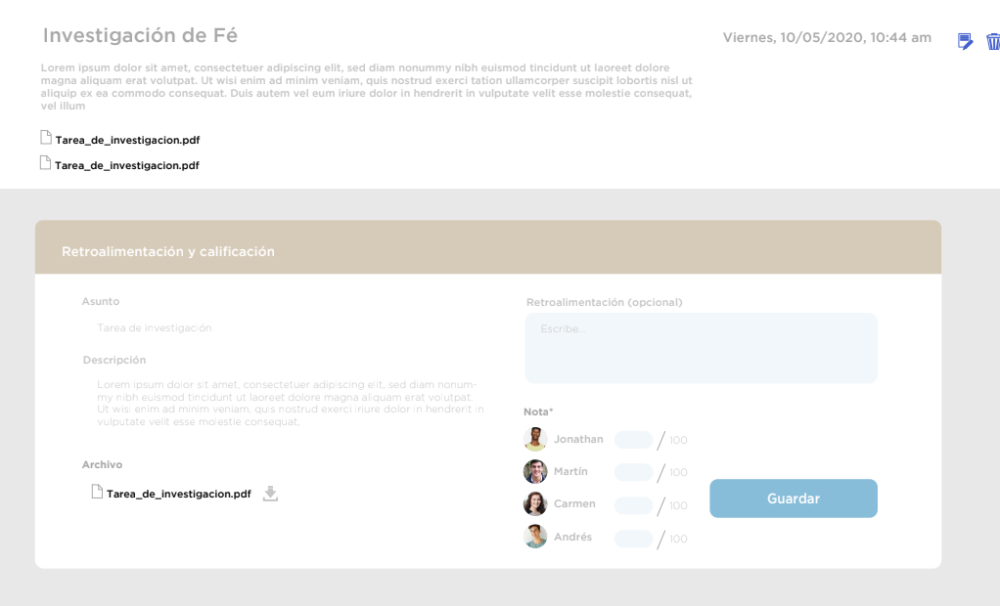 Investigación de Fé
Viernes, 10/05/2020, 10:44 am
Lorem ipsum dolor sit amet, consectetuer adipiscing elit, sed diam nonummy nibh euismod tincidunt ut laoreet dolore
magna aliquam erat volutpat. Ut wisi enim ad minim veniam, quis nostrud exerci tation ullamcorper suscipit lobortis nisl ut
aliquip ex ea commodo consequat. Duis autem vel eum iriure dolor in hendrerit in vulputate velit esse molestie consequat,
vel illum
Tarea_de_investigacion.pdf
Tarea_de_investigacion.pdf
Retroalimentación y calificación
Asunto
Tarea de investigación
Descripción
Lorem ipsum dolor sit amet, consectetuer adipiscing elit, sed diam nonum-
my nibh euismod tincidunt ut laoreet dolore magna aliquam erat volutpat.
Ut wisi enim ad minim veniam, quis nostrud exerci iriure dolor in hendrerit in
vulputate velit esse molestie consequat,
Archivo
Tarea_de_investigacion.pdf
Retroalimentación (opcional)
Escribe...
Nota*
Jonathan / 100
Martín / 100
Carmen / 100
Andrés / 100
Guardar